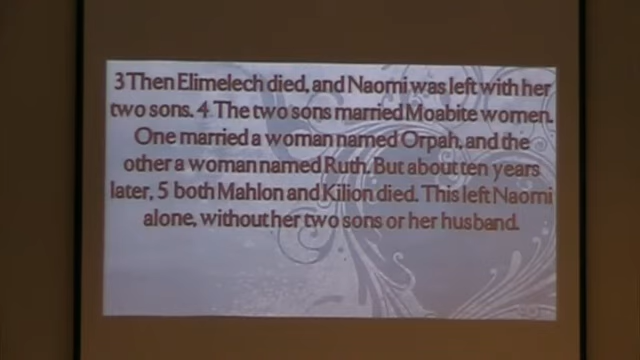 3 Then Elimelech died, and Naomi was left with her
two sons. 4 The two sons married Moabite women.
One married a woman named Orpah, and the
other a woman named Ruth. But about ten years
later, 5 both Mahlon and Kilion died. This left Naomi
alone, without her two sons or her husband.